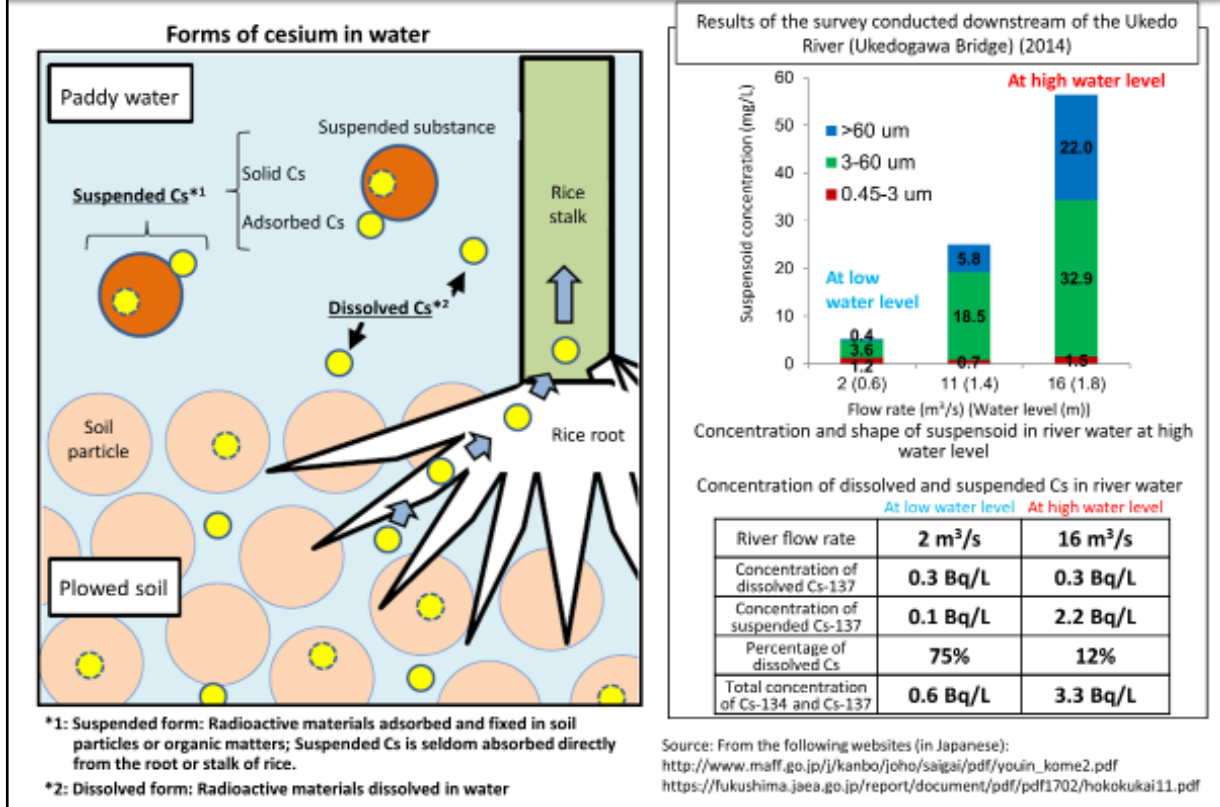 Forms of cesium in water
Paddy water
Suspended substance
Solid Cs
Suspended Cs*1
Adsorbed Cs
Rice
stalk
Dissolved Cs*2
Soil
particle
Rice root
Plowed soil
*1: Suspended form: Radioactive materials adsorbed and fixed in soil
particles or organic matters; Suspended Cs is seldom absorbed directly
from the root or stalk of rice.
*2: Dissolved form: Radioactive materials dissolved in water
Results of the survey conducted downstream of the Ukedo
River (Ukedogawa Bridge) (2014)
Suspensoid concentration (mg/L)
60
50
40
30
20
10
0
>60 um
3-60 um
0.45-3 um
At low
water level
At high water level
0.4
3.6
1.2
5.8
18.5
0.7
22.0
32.9
1.5
2 (0.6) 11 (1.4) 16 (1.8)
Flow rate (m³/s) (Water level (m))
Concentration and shape of suspensoid in river water at high
water level
Concentration of dissolved and suspended Cs in river water
At low water level At high water level
River flow rate 2 m³/s 16 m³/s
Concentration of
dissolved Cs-137 0.3 Bq/L 0.3 Bq/L
Concentration of
suspended Cs-137 0.1 Bq/L 2.2 Bq/L
Percentage of
dissolved Cs 75% 12%
Total concentration
of Cs-134 and Cs-137 0.6 Bq/L 3.3 Bq/L
Source: From the following websites (in Japanese):
http://www.maff.go.jp/j/kanbo/joho/saigai/pdf/youin_kome2.pdf
https://fukushima.jaea.go.jp/report/document/pdf/pdf1702/hokokukai11.pdf